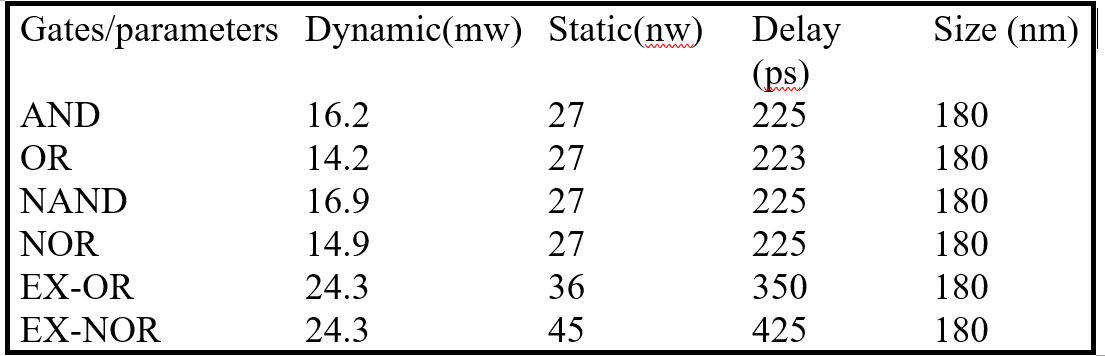 Gates/parameters Dynamic(mw) Static(nw) Delay Size (nm)
(ps)
AND 16.2 27 225 180
OR 14.2 27 223 180
NAND 16.9 27 225 180
NOR 14.9 27 225 180
EX-OR 24.3 36 350 180
EX-NOR 24.3 45 425 180